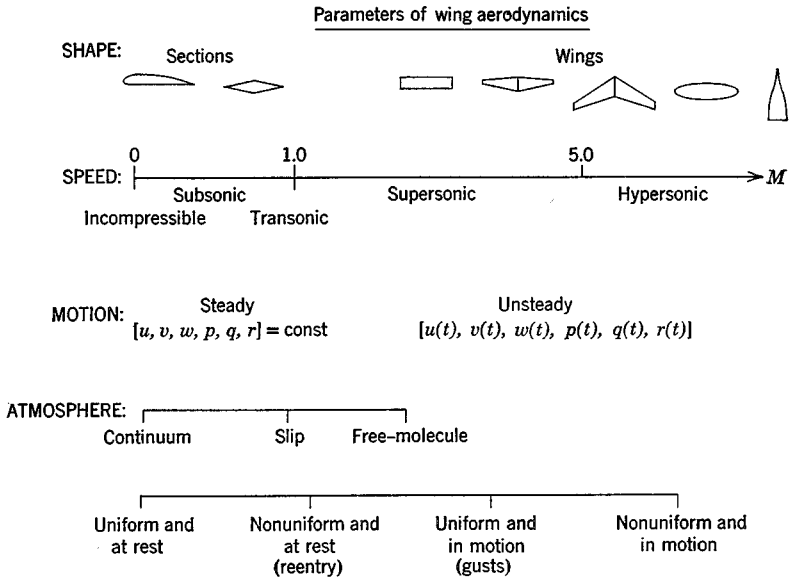 Parameters of wing aerodynamics
SHAPE:
Sections
Wings
0
1.0
5.0
SPEED:
M
Subsonic
Supersonic
Hypersonic
Incompressible
Transonic
MOTION:
Steady
[u, v, w, p, q, r] = const
Unsteady
[u(t), v(t), w(t), p(t), q(t), r(t)]
ATMOSPHERE:
Continuum
Slip
Free–molecule
Uniform and
at rest
Nonuniform and
at rest
(reentry)
Uniform and
in motion
(gusts)
Nonuniform and
in motion